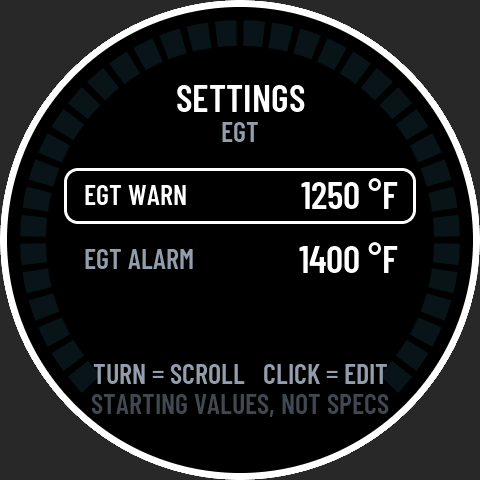 SETTINGS
EGT
EGT WARN 1250 °F
EGT ALARM 1400 °F
TURN = SCROLL CLICK = EDIT
STARTING VALUES, NOT SPECS